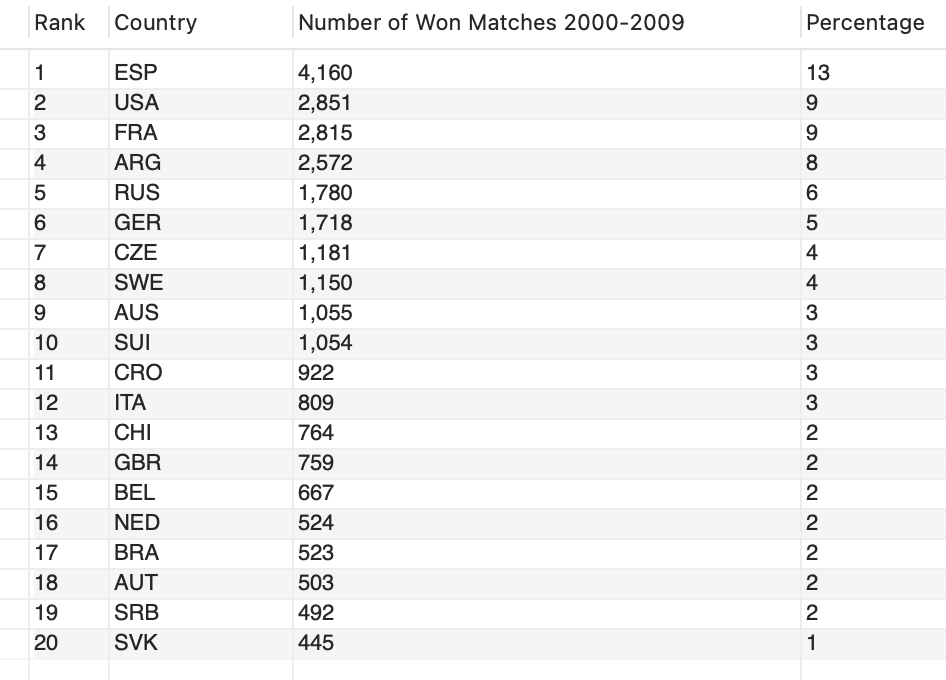 Rank Country Number of Won Matches 2000-2009 Percentage
1 ESP 4,160 13
2 USA 2,851 9
3 FRA 2,815 9
4 ARG 2,572 8
5 RUS 1,780 6
6 GER 1,718 5
7 CZE 1,181 4
8 SWE 1,150 4
9 AUS 1,055 3
10 SUI 1,054 3
11 CRO 922 3
12 ITA 809 3
13 CHI 764 2
14 GBR 759 2
15 BEL 667 2
16 NED 524 2
17 BRA 523 2
18 AUT 503 2
19 SRB 492 2
20 SVK 445 1